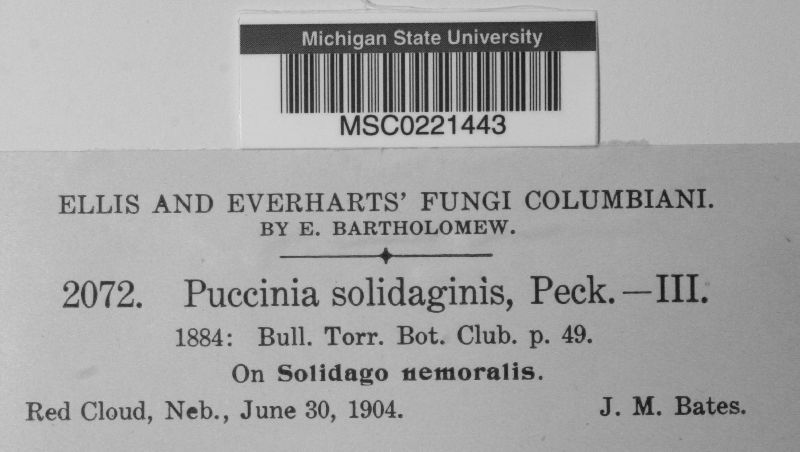 Michigan State University
MSC0221443
ELLIS AND EVERHARTS' FUNGI COLUMBIANI.
BY E. BARTHOLOMEW.
2072. Puccinia solidaginis, Peck.—III.
1884: Bull. Torr. Bot. Club. p. 49.
On Solidago nemoralis.
Red Cloud, Neb., June 30, 1904. J. M. Bates.